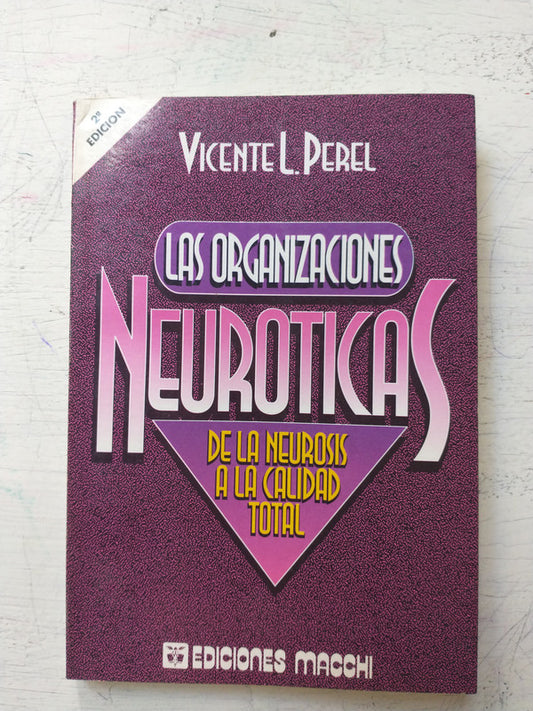 2ª
EDICION
VICENTE L. PEREL
LAS ORGANIZACIONES
NEUROTICAS
DE LA NEUROSIS
A LA CALIDAD
TOTAL
EDICIONES MACCHI